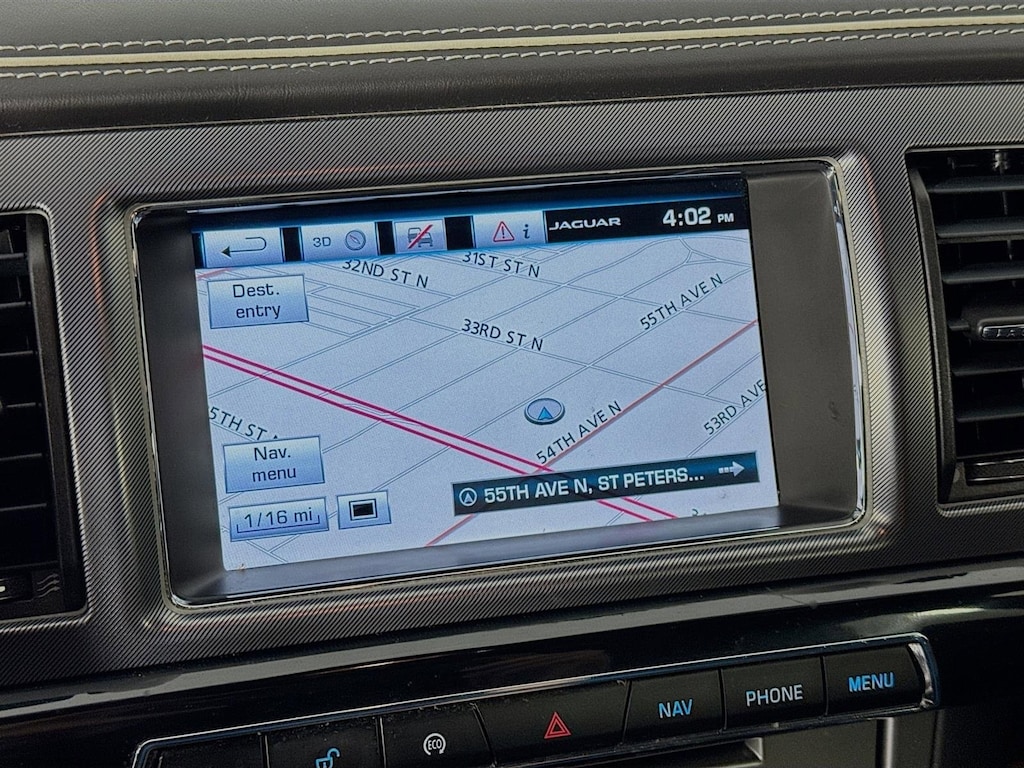 3D
i
JAGUAR
4:02 PM
32ND ST N
31ST ST N
Dest.
entry
33RD ST N
55TH AVE N
5TH ST
54TH AVE N
53RD AVE
Nav.
menu
55TH AVE N, ST PETERS...
1/16 mi
ECO
NAV
PHONE
MENU